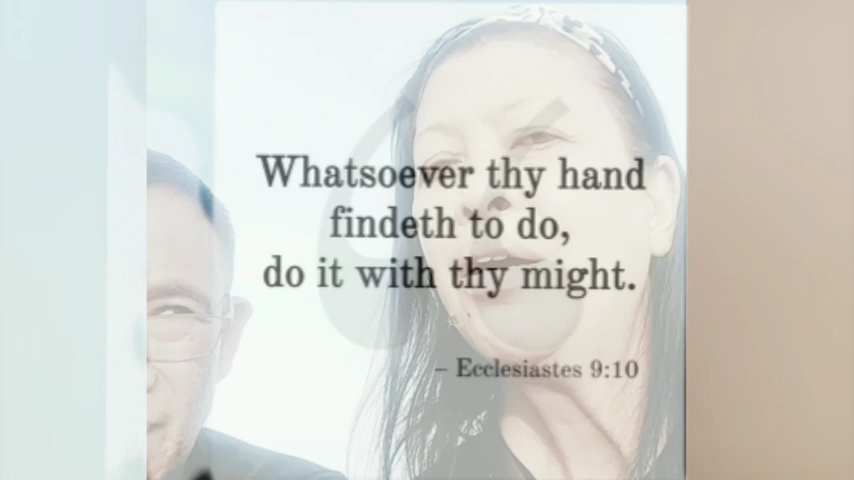 Whatsoever thy hand
findeth to do,
do it with thy might.
– Ecclesiastes 9:10